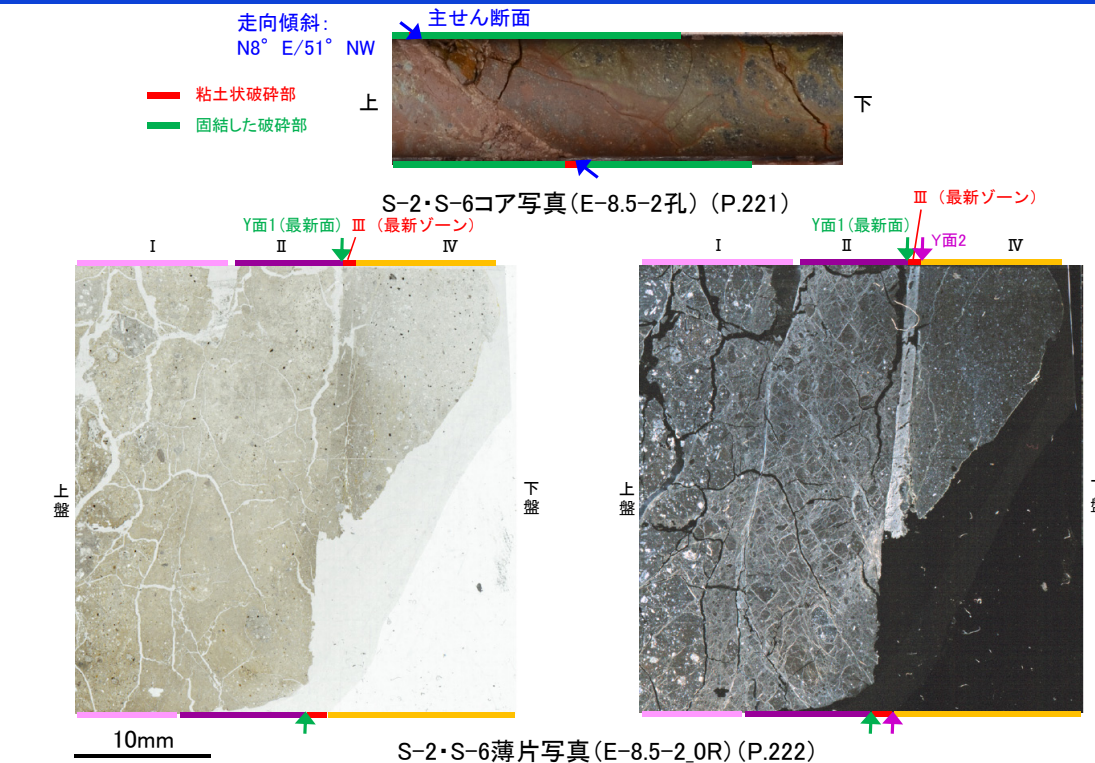 走向傾斜:
N8° E/51° NW
主せん断面
粘土状破砕部
固結した破砕部
上
下
S-2・S-6コア写真(E-8.5-2孔) (P.221)
Y面1(最新面)
Ⅲ (最新ゾーン)
Ⅰ
Ⅱ
Ⅳ
上盤
下盤
Ⅲ (最新ゾーン)
Y面1(最新面)
Y面2
Ⅰ
Ⅱ
Ⅳ
上盤
10mm
S-2・S-6薄片写真(E-8.5-2_0R)(P.222)